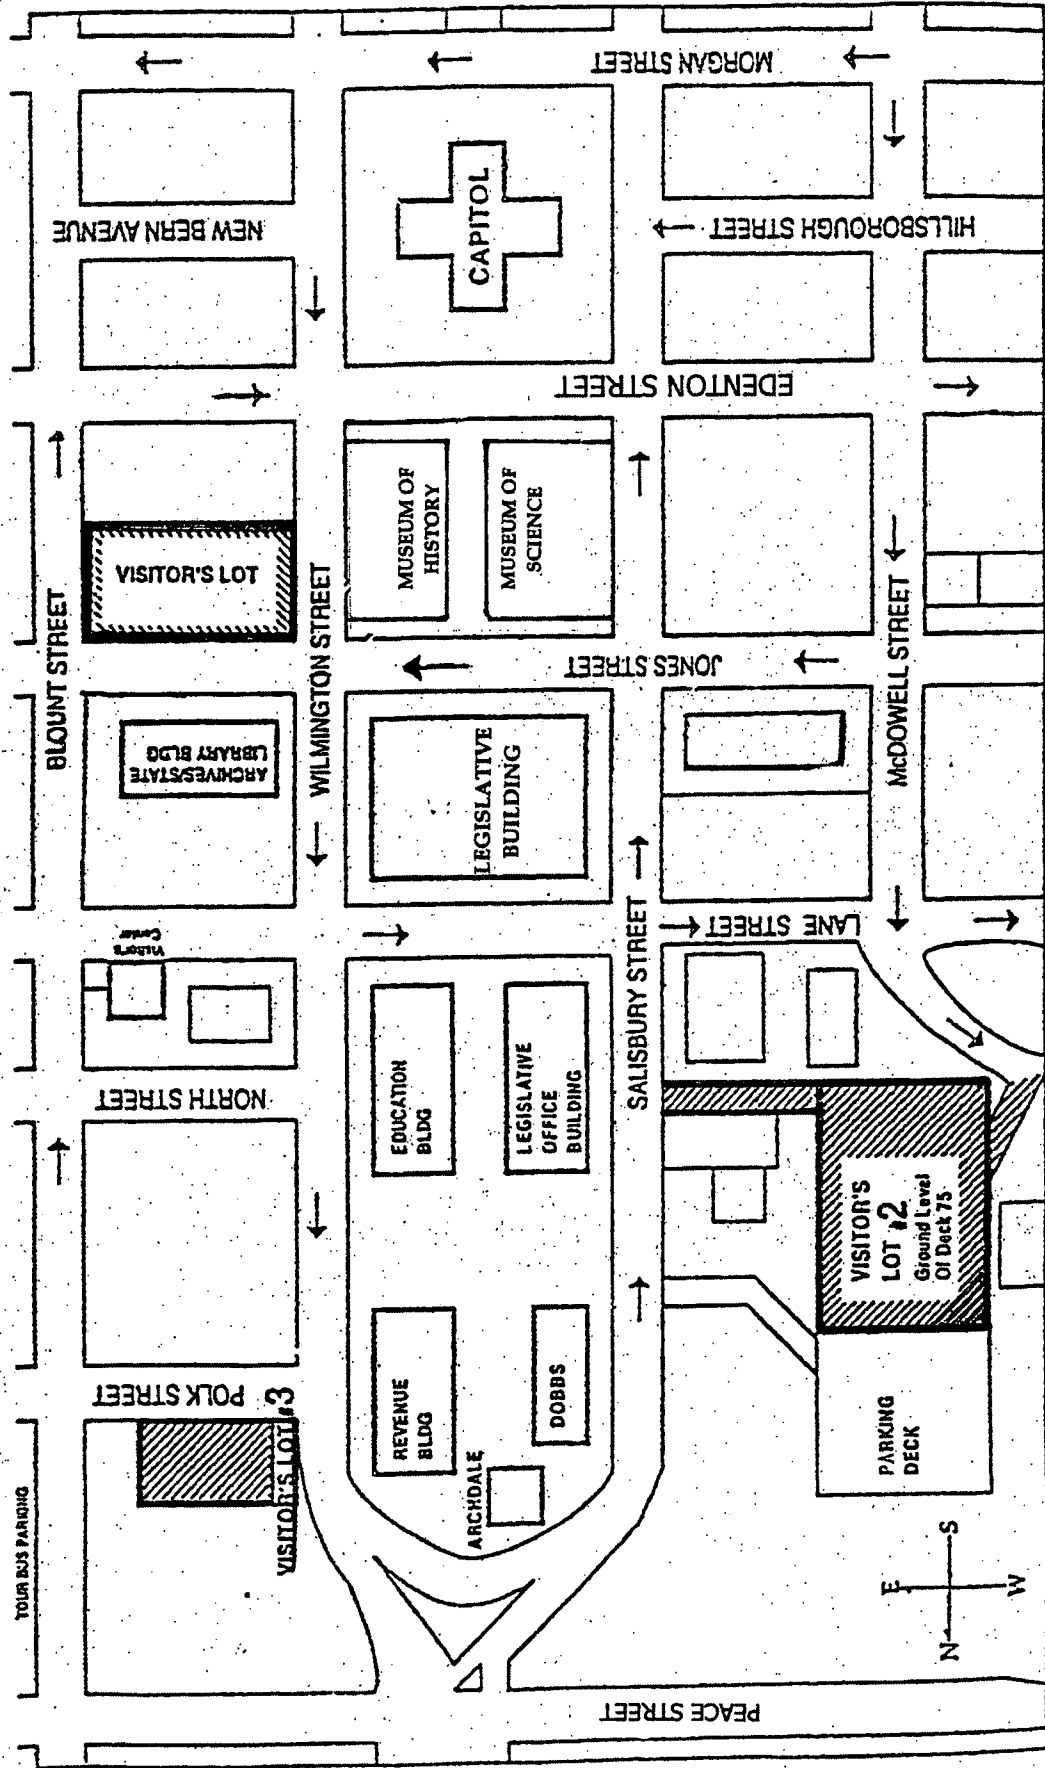 MORGAN STREET
NEW BERN AVENUE
CAPITOL
HILLSBOROUGH STREET
EDENTON STREET
BLOUNT STREET
VISITOR'S LOT
WILMINGTON STREET
MUSEUM OF
HISTORY
MUSEUM OF
SCIENCE
JONES STREET
McDOWELL STREET
ARCHIVES/STATE
LIBRARY BLDG
LEGISLATIVE
BUILDING
LANE STREET
Visitor's
Center
SALISBURY STREET
NORTH STREET
EDUCATION
BLDG
LEGISLATIVE
OFFICE
BUILDING
VISITOR'S
LOT #2
Ground Level
Of Deck 75
POLK STREET
VISITOR'S LOT #3
REVENUE
BLDG
DOBBS
ARCHDALE
PARKING
DECK
TOUR BUS PARKING
N
E
S
W
PEACE STREET